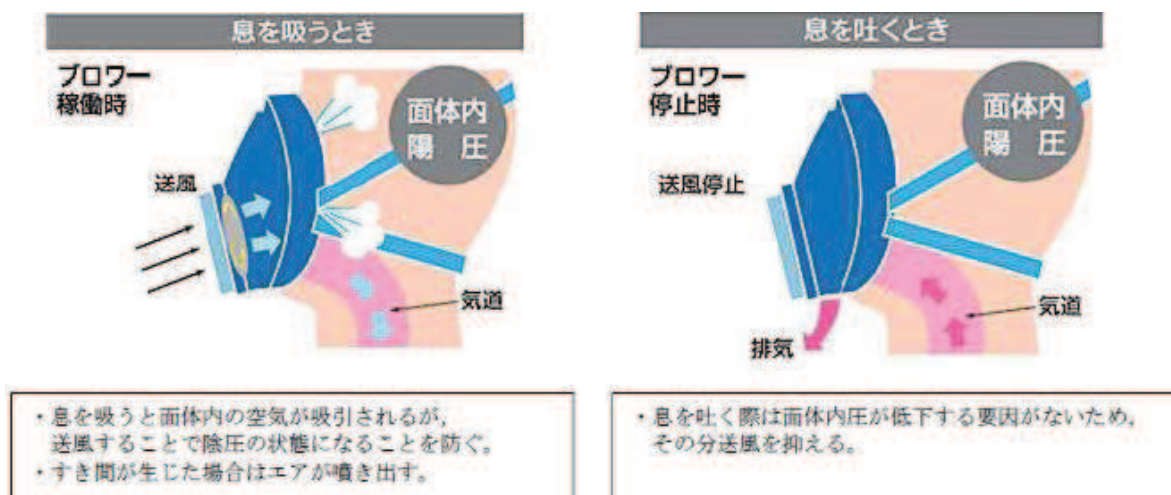 息を吸うとき
ブロワー
稼働時
面体内
陽 圧
送風
気道
・息を吸うと面体内の空気が吸引されるが,
送風することで陰圧の状態になることを防ぐ。
・すき間が生じた場合はエアが噴き出す。
息を吐くとき
ブロワー
停止時
面体内
陽 圧
送風停止
気道
排気
・息を吐く際は面体内圧が低下する要因がないため,
その分送風を抑える。